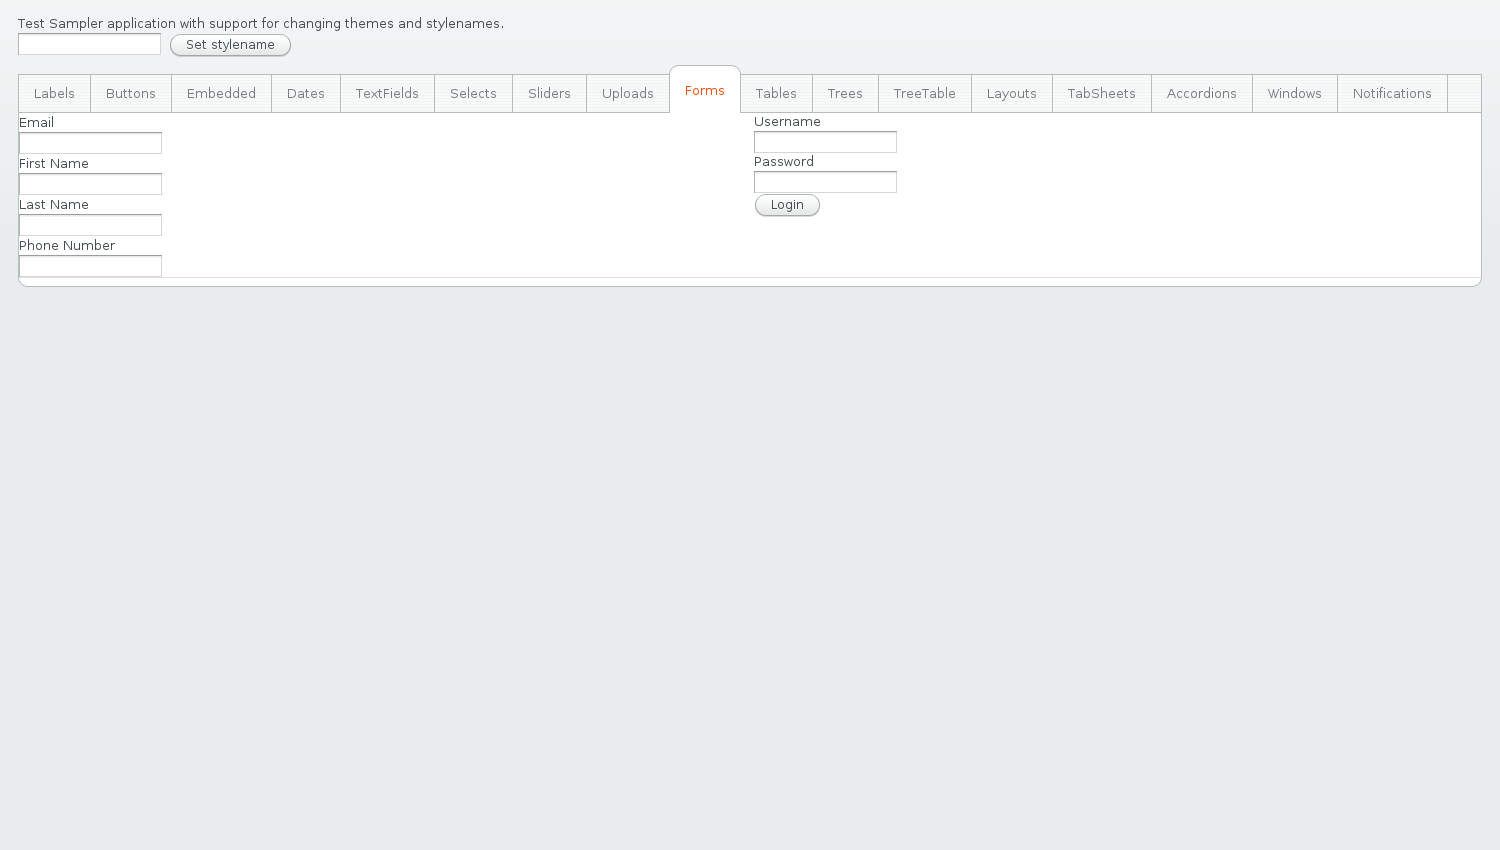 Test Sampler application with support for changing themes and stylenames.
Set stylename
Labels Buttons Embedded Dates TextFields Selects Sliders Uploads Forms Tables Trees TreeTable Layouts TabSheets Accordions Windows Notifications
Email
First Name
Last Name
Phone Number
Username
Password
Login